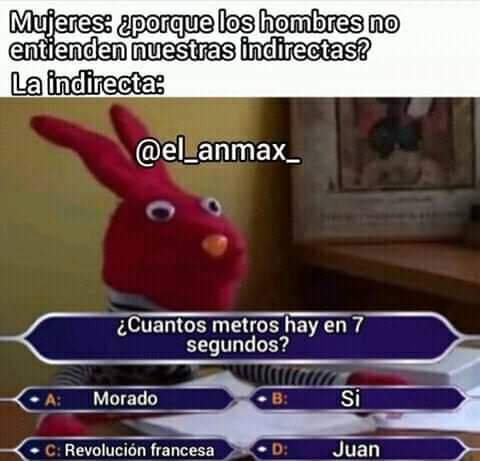 Mujeres: ¿porque los hombres no
entienden nuestras indirectas?
La indirecta:
@el_anmax_
¿Cuantos metros hay en 7
segundos?
A: Morado
B: Si
C: Revolución francesa
D: Juan